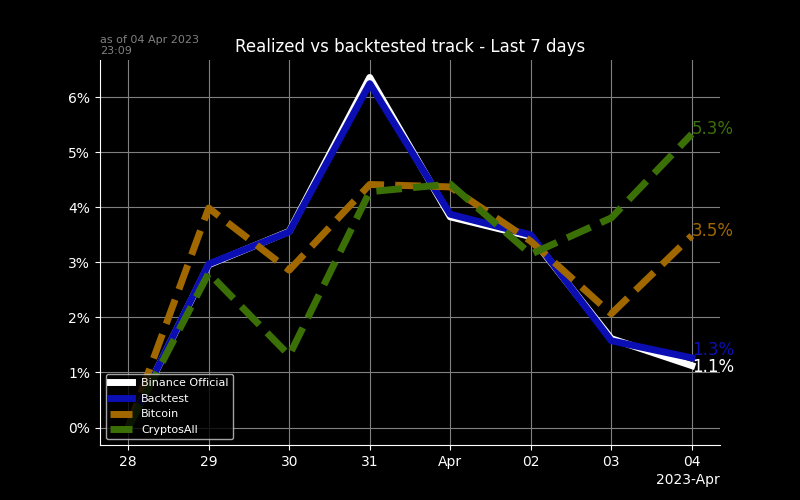 as of 04 Apr 2023
23:09
Realized vs backtested track - Last 7 days
6%
5%
4%
3%
2%
1%
0%
5.3%
3.5%
1.3%
1.1%
Binance Official
Backtest
Bitcoin
CryptosAll
28 29 30 31 Apr 02 03 04
2023-Apr